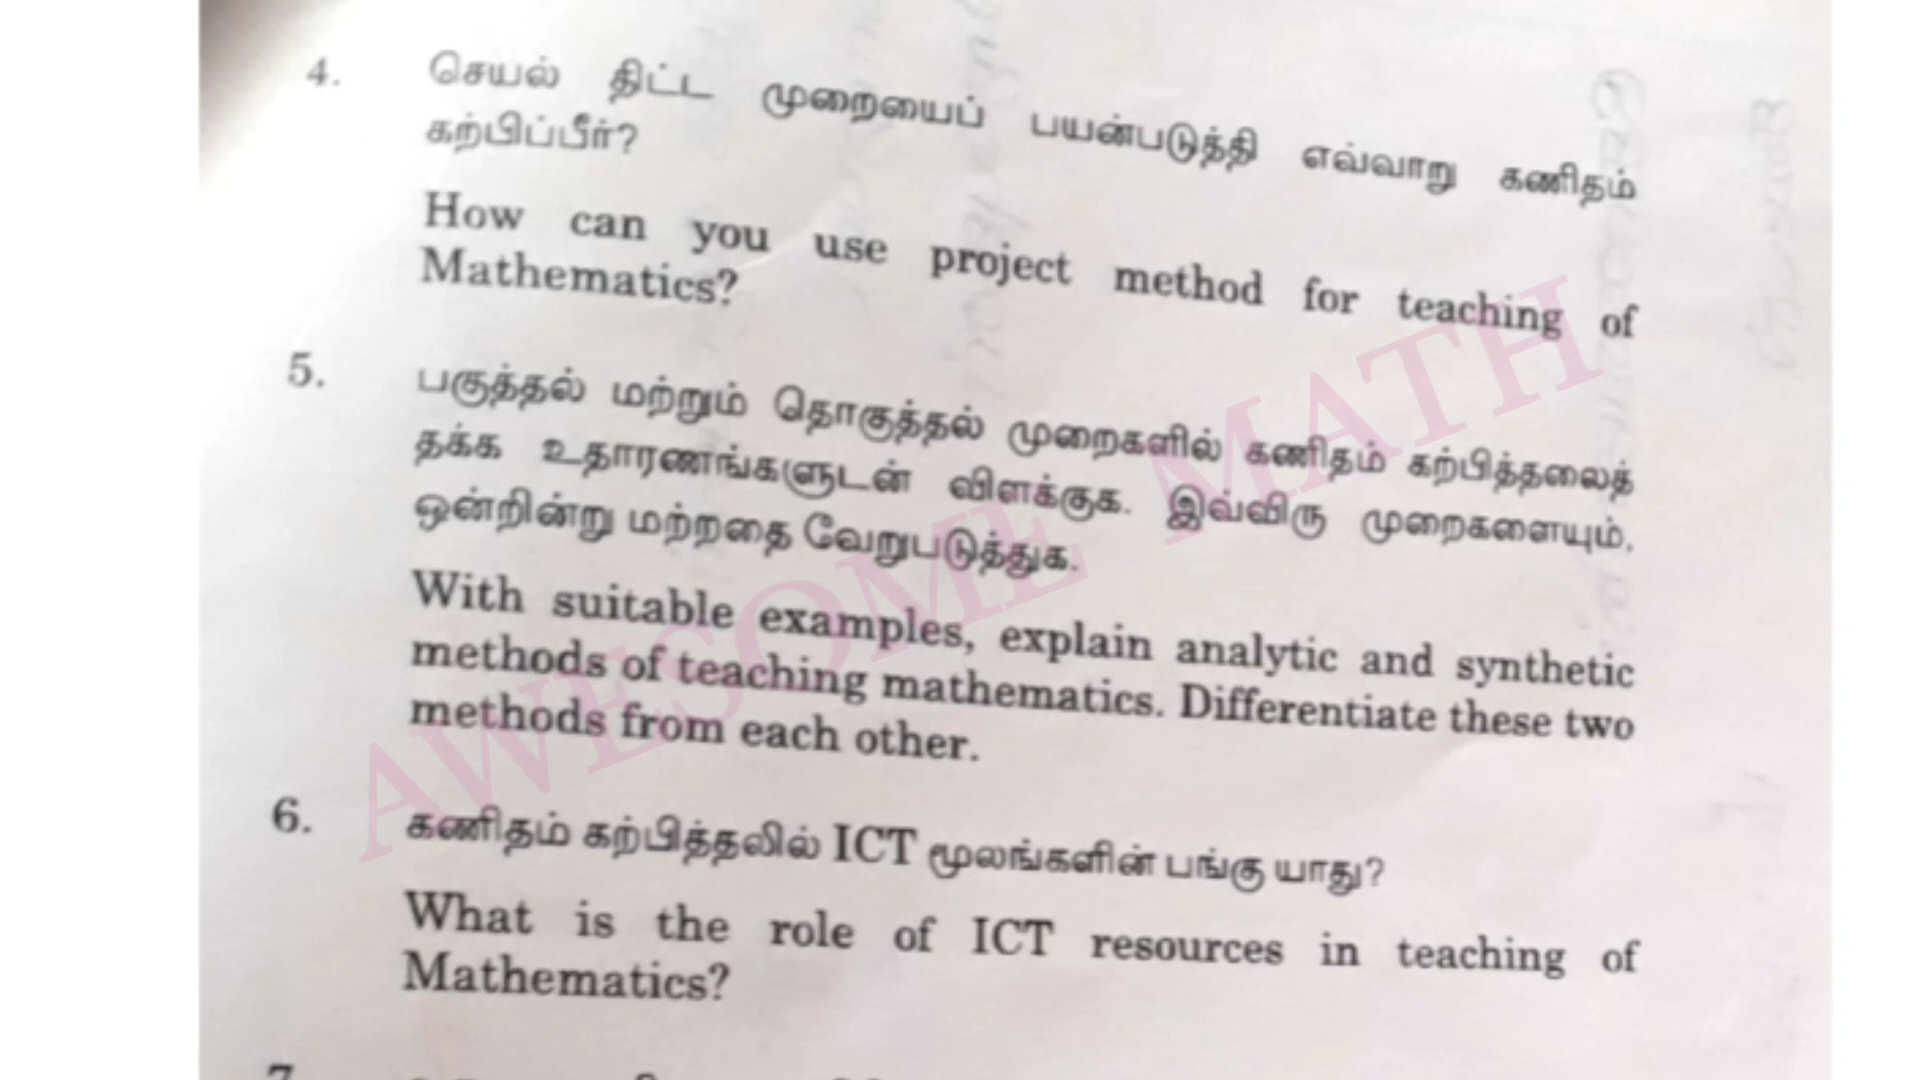 4. செயல் திட்ட முறையைப் பயன்படுத்தி எவ்வாறு கணிதம்
கற்பிப்பீர்?
How can you use project method for teaching of
Mathematics?
5. பகுத்தல் மற்றும் தொகுத்தல் முறைகளில் கணிதம் கற்பித்தலைத்
தக்க உதாரணங்களுடன் விளக்குக. இவ்விரு முறைகளையும்,
ஒன்றின்று மற்றதை வேறுபடுத்துக.
With suitable examples, explain analytic and synthetic
methods of teaching mathematics. Differentiate these two
methods from each other.
6. கணிதம் கற்பித்தலில் ICT மூலங்களின் பங்கு யாது?
What is the role of ICT resources in teaching of
Mathematics?
7.
AWESOME MATH